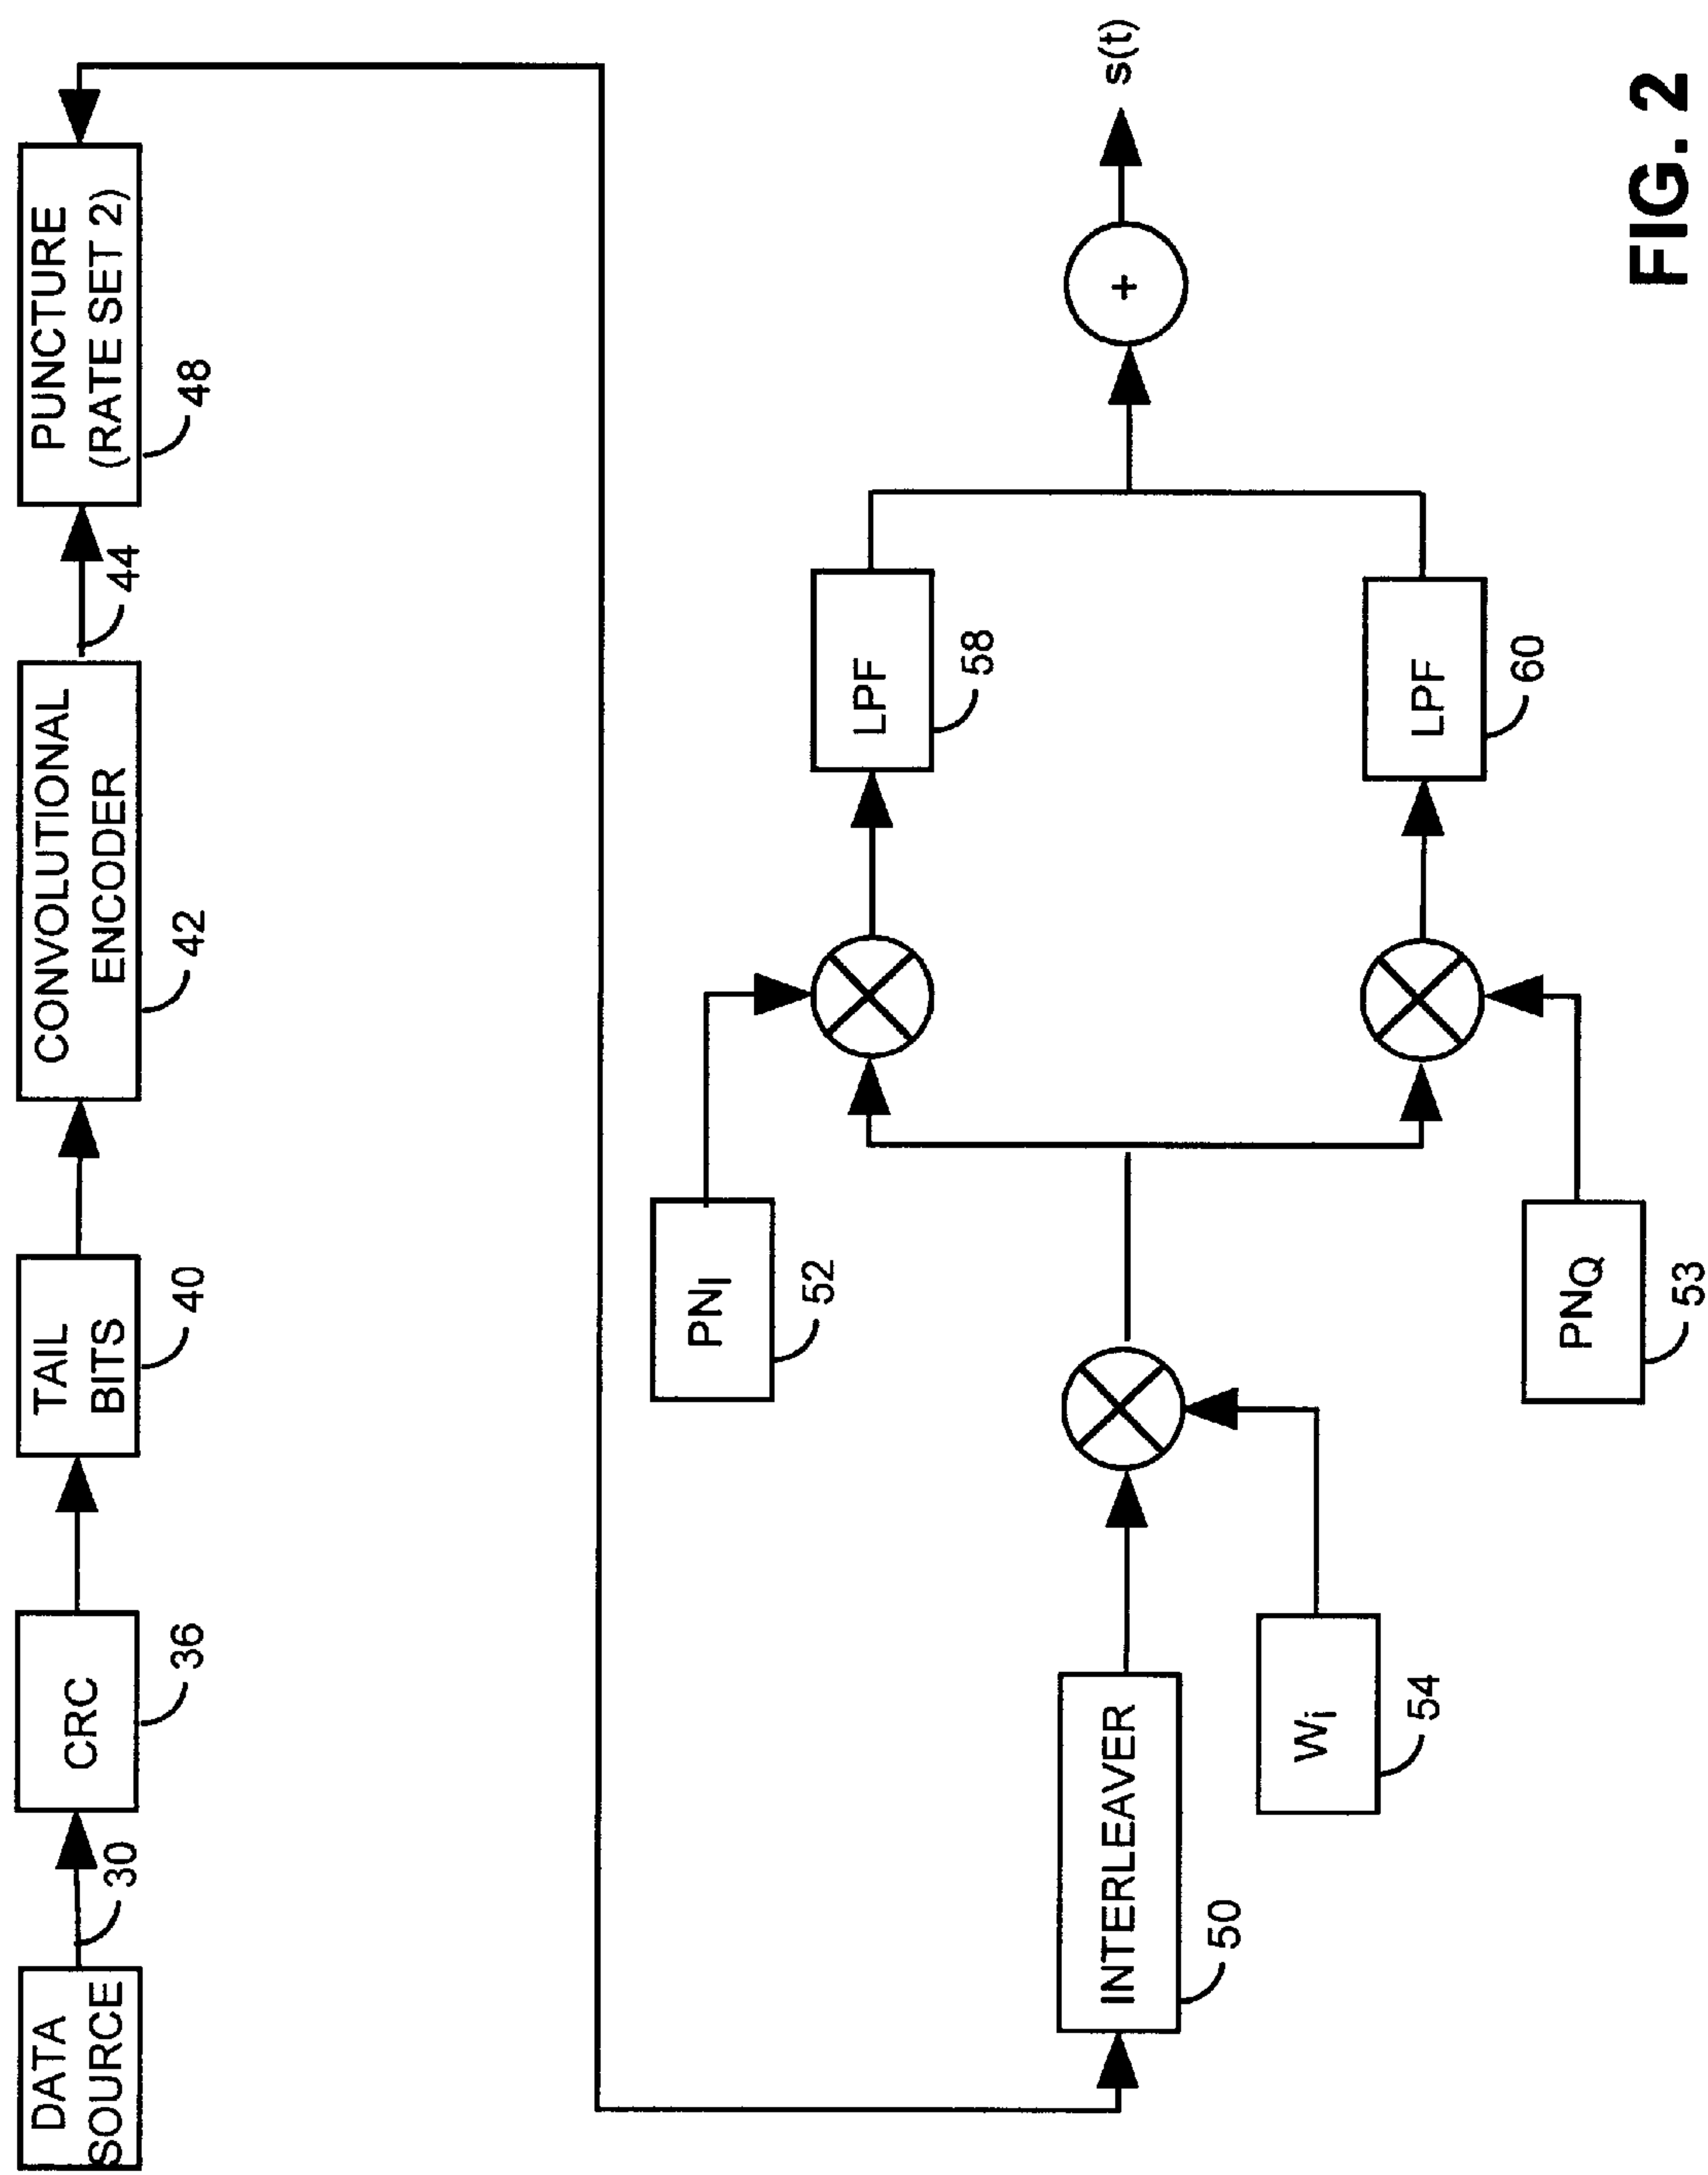 DATA
SOURCE
30
CRC
36
TAIL
BITS
40
CONVOLUTIONAL
ENCODER
42
44
PUNCTURE
(RATE SET 2)
48
INTERLEAVER
50
Wi
54
PNI
52
PNQ
53
LPF
58
LPF
60
+
s(t)
FIG. 2